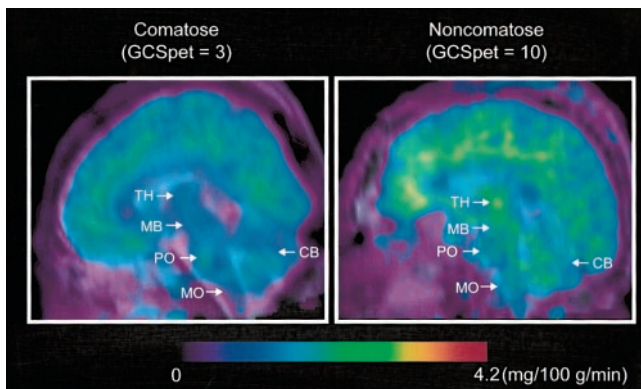 Comatose
(GCSpet = 3)
Noncomatose
(GCSpet = 10)
TH
MB
PO
CB
MO
TH
MB
PO
CB
MO
0
4.2 (mg/100 g/min)